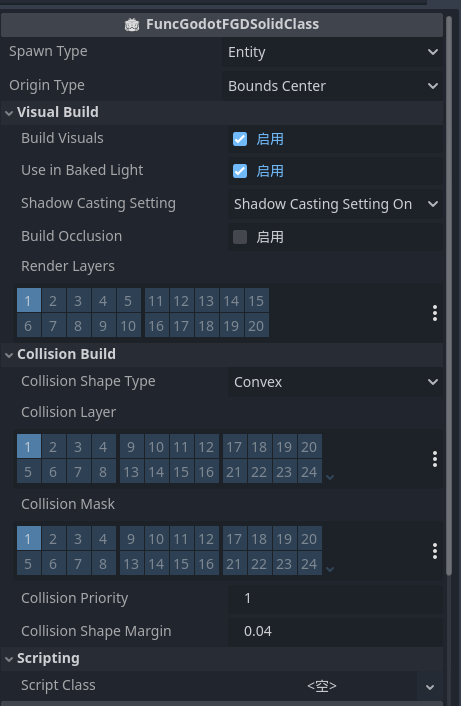 FuncGodotFGDSolidClass
Spawn Type Entity
Origin Type Bounds Center
Visual Build
Build Visuals 启用
Use in Baked Light 启用
Shadow Casting Setting Shadow Casting Setting On
Build Occlusion 启用
Render Layers
1 2 3 4 5 11 12 13 14 15
6 7 8 9 10 16 17 18 19 20
Collision Build
Collision Shape Type Convex
Collision Layer
1 2 3 4 9 10 11 12 17 18 19 20
5 6 7 8 13 14 15 16 21 22 23 24
Collision Mask
1 2 3 4 9 10 11 12 17 18 19 20
5 6 7 8 13 14 15 16 21 22 23 24
Collision Priority 1
Collision Shape Margin 0.04
Scripting
Script Class <空>